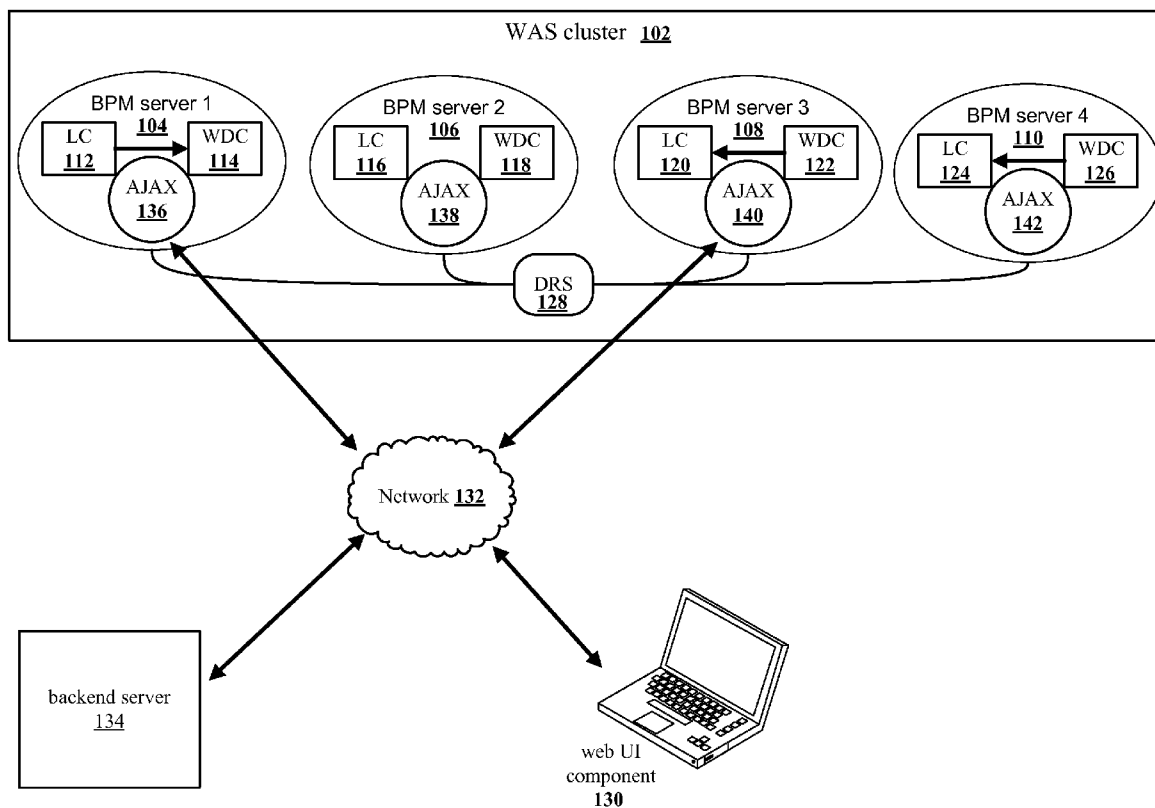 WAS cluster 102
BPM server 1
104
LC
112
WDC
114
AJAX
136
BPM server 2
106
LC
116
WDC
118
AJAX
138
BPM server 3
108
LC
120
WDC
122
AJAX
140
BPM server 4
110
LC
124
WDC
126
AJAX
142
DRS
128
Network 132
backend server
134
web UI
component
130